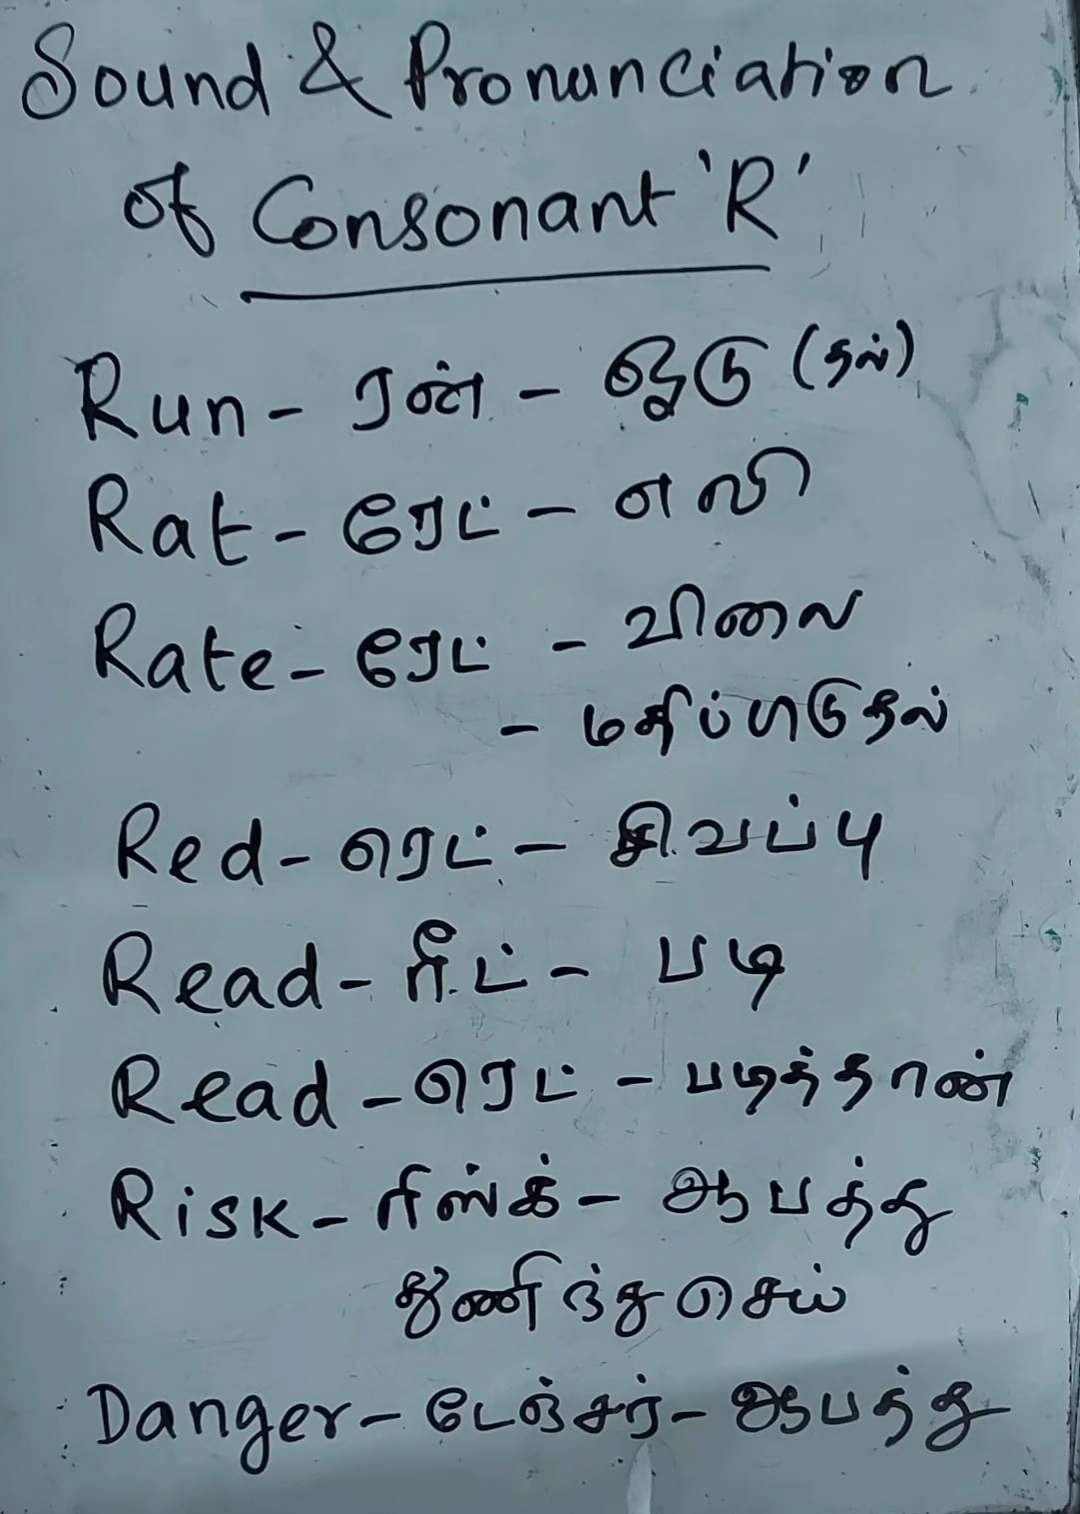 Sound & Pronunciation
of Consonant 'R'
Run - ரன் - ஓடு (தல்)
Rat - ரேட் - எலி
Rate - ரேட் - விலை
- மதிப்பிடுதல்
Red - ரெட் - சிவப்பு
Read - ரீட் - படி
Read - ரெட் - படித்தான்
Risk - ரிஸ்க் - ஆபத்து
துணிந்து செய்
Danger - டேஞ்சர் - ஆபத்து